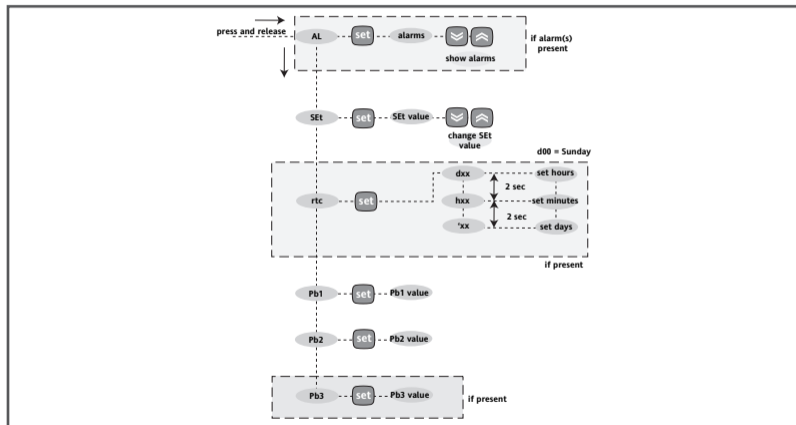 press and release
AL set alarms
if alarm(s)
present
show alarms
SEt set SEt value
change SEt
value
d00 = Sunday
dxx set hours
2 sec
rtc set hxx set minutes
2 sec
'xx set days
if present
Pb1 set Pb1 value
Pb2 set Pb2 value
Pb3 set Pb3 value
if present